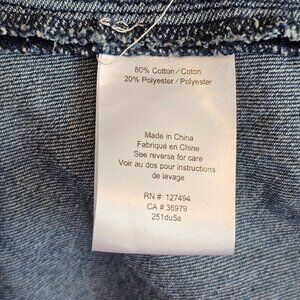 80% Cotton/Coton
20% Polyester/Polyester
Made in China
Fabriqué en Chine
See reverse for care
Voir au dos pour instructions
de lavage
RN #: 127494
CA #: 36979
251du5a